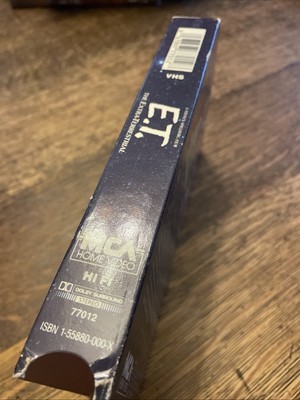 VHS
E.T.
THE EXTRA-TERRESTRIAL
MCA
HOME VIDEO
HI FI
DOLBY SURROUND
STEREO
77012
ISBN 1-55880-000-X